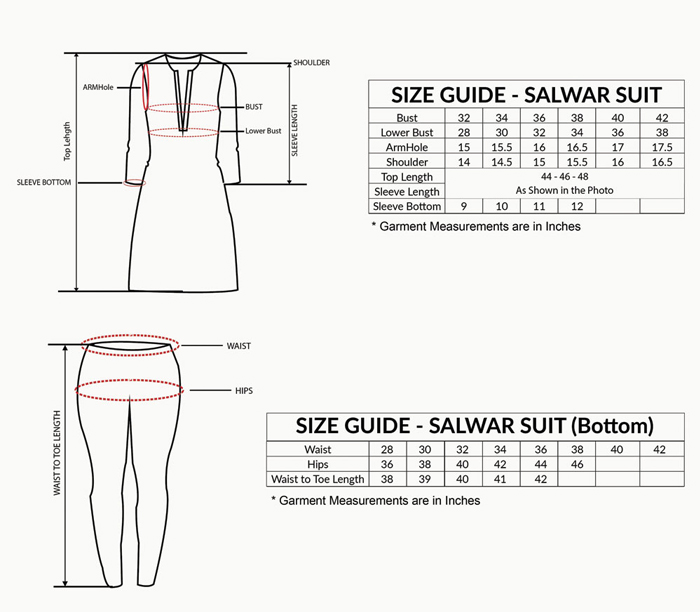 SHOULDER
ARMHole
BUST
Lower Bust
Top Lehgth
SLEEVE LENGTH
SLEEVE BOTTOM
SIZE GUIDE - SALWAR SUIT
Bust 32 34 36 38 40 42
Lower Bust 28 30 32 34 36 38
ArmHole 15 15.5 16 16.5 17 17.5
Shoulder 14 14.5 15 15.5 16 16.5
Top Length 44 - 46 - 48
Sleeve Length As Shown in the Photo
Sleeve Bottom 9 10 11 12
* Garment Measurements are in Inches
WAIST
HIPS
WAIST TO TOE LENGTH
SIZE GUIDE - SALWAR SUIT (Bottom)
Waist 28 30 32 34 36 38 40 42
Hips 36 38 40 42 44 46
Waist to Toe Length 38 39 40 41 42
* Garment Measurements are in Inches